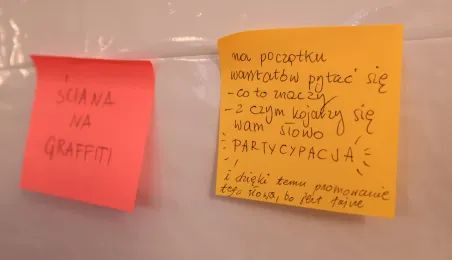 ŚCIANA
NA
GRAFFITI
na początku
warsztatów pytać się
- co to znaczy
- z czym kojarzy się
wam słowo
PARTYCYPACJA
i dzięki temu promowanie
tego słowa, bo jest fajne